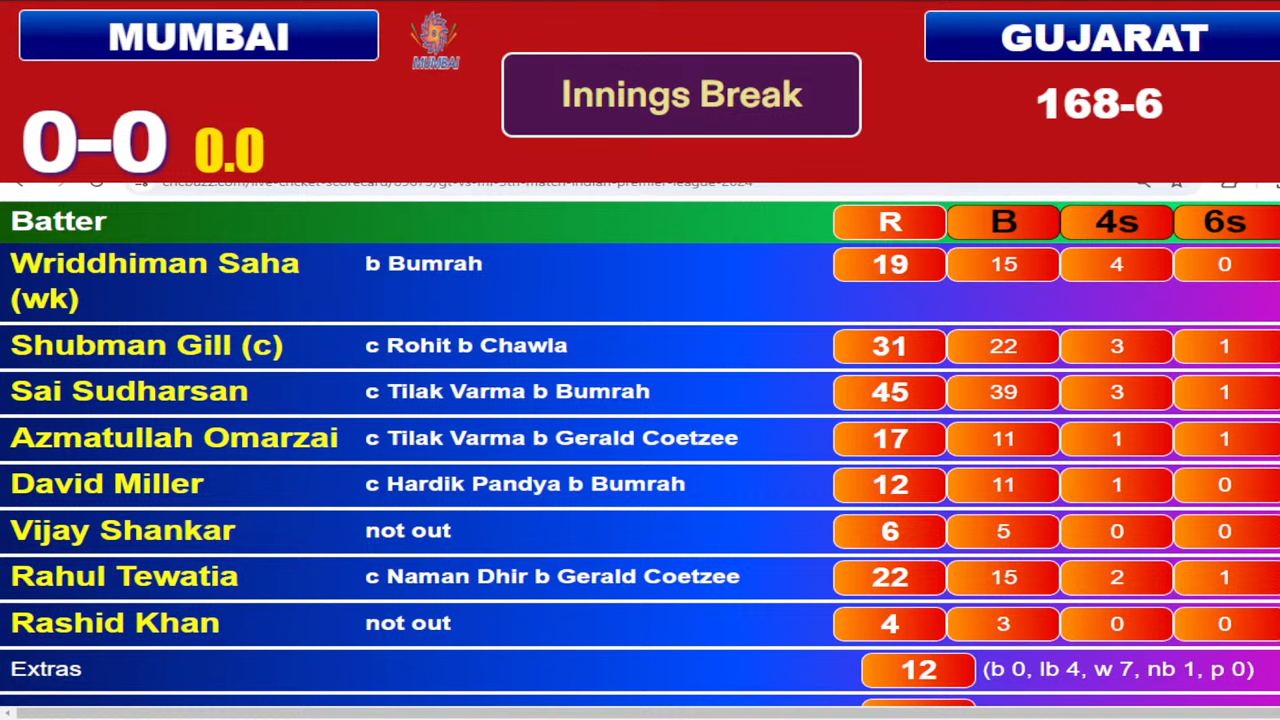 MUMBAI
MUMBAI
GUJARAT
Innings Break
168-6
0-0 0.0
Batter R B 4s 6s
Wriddhiman Saha b Bumrah 19 15 4 0
(wk)
Shubman Gill (c) c Rohit b Chawla 31 22 3 1
Sai Sudharsan c Tilak Varma b Bumrah 45 39 3 1
Azmatullah Omarzai c Tilak Varma b Gerald Coetzee 17 11 1 1
David Miller c Hardik Pandya b Bumrah 12 11 1 0
Vijay Shankar not out 6 5 0 0
Rahul Tewatia c Naman Dhir b Gerald Coetzee 22 15 2 1
Rashid Khan not out 4 3 0 0
Extras 12 (b 0, lb 4, w 7, nb 1, p 0)